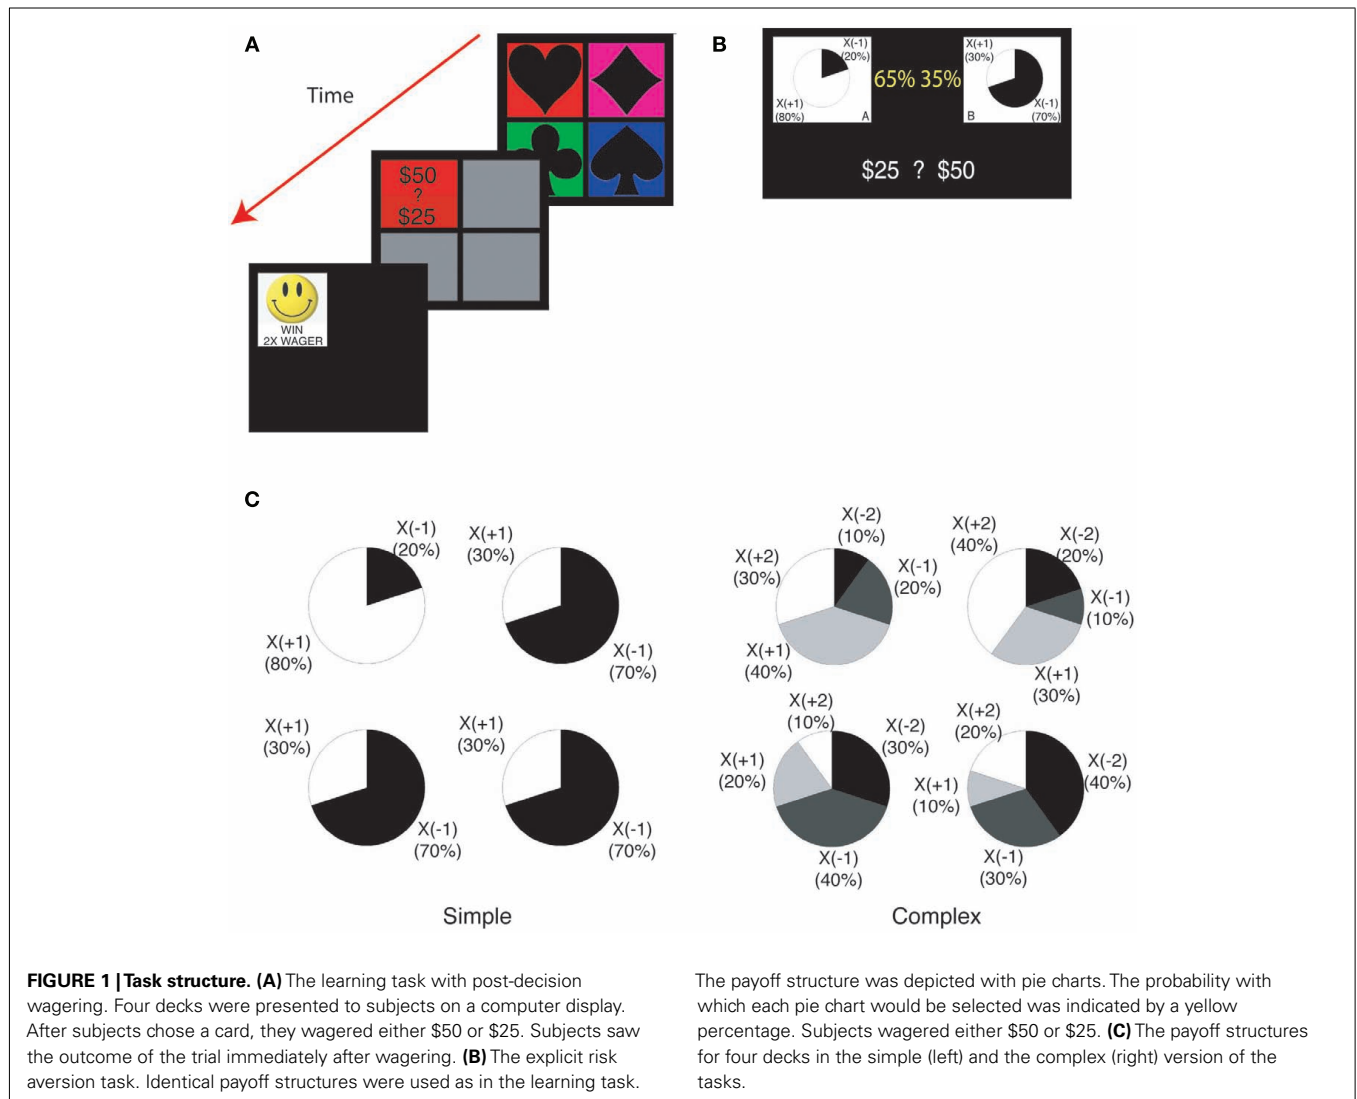 A
Time
$50
?
$25
WIN
2X WAGER
B
X(-1)
(20%)
X(+1)
(80%)
A
65% 35%
X(+1)
(30%)
X(-1)
(70%)
B
$25 ? $50
C
X(-1)
(20%)
X(+1)
(80%)
X(+1)
(30%)
X(-1)
(70%)
X(+1)
(30%)
X(-1)
(70%)
X(+1)
(30%)
X(-1)
(70%)
Simple
X(-2)
(10%)
X(+2)
(30%)
X(-1)
(20%)
X(+1)
(40%)
X(+2)
(40%)
X(-2)
(20%)
X(-1)
(10%)
X(+1)
(30%)
X(+2)
(10%)
X(-2)
(30%)
X(+1)
(20%)
X(-1)
(40%)
X(+2)
(20%)
X(-2)
(40%)
X(+1)
(10%)
X(-1)
(30%)
Complex
FIGURE 1 | Task structure. (A) The learning task with post-decision
wagering. Four decks were presented to subjects on a computer display.
After subjects chose a card, they wagered either $50 or $25. Subjects saw
the outcome of the trial immediately after wagering. (B) The explicit risk
aversion task. Identical payoff structures were used as in the learning task.
The payoff structure was depicted with pie charts. The probability with
which each pie chart would be selected was indicated by a yellow
percentage. Subjects wagered either $50 or $25. (C) The payoff structures
for four decks in the simple (left) and the complex (right) version of the
tasks.